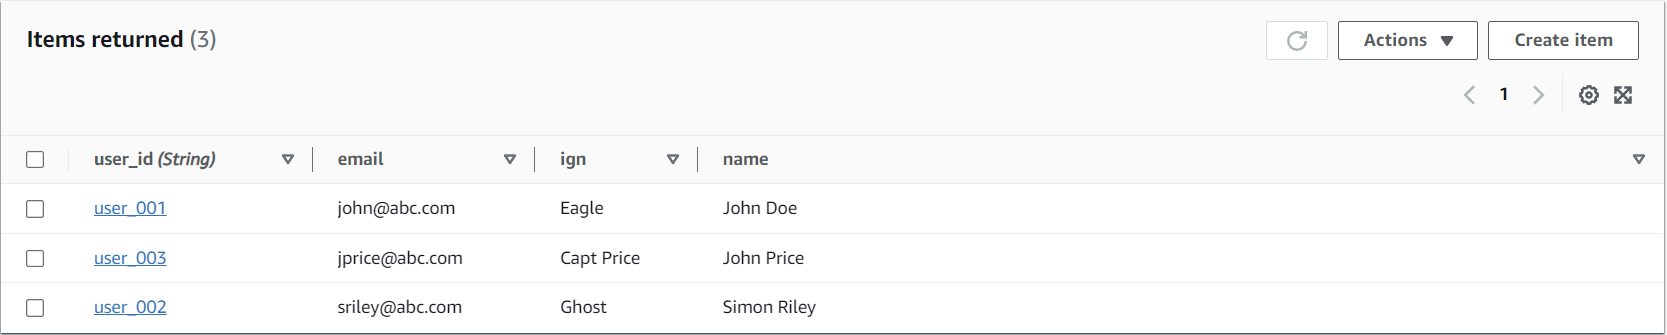 Items returned (3)
Actions
Create item
1
user_id (String) email ign name
user_001 john@abc.com Eagle John Doe
user_003 jprice@abc.com Capt Price John Price
user_002 sriley@abc.com Ghost Simon Riley